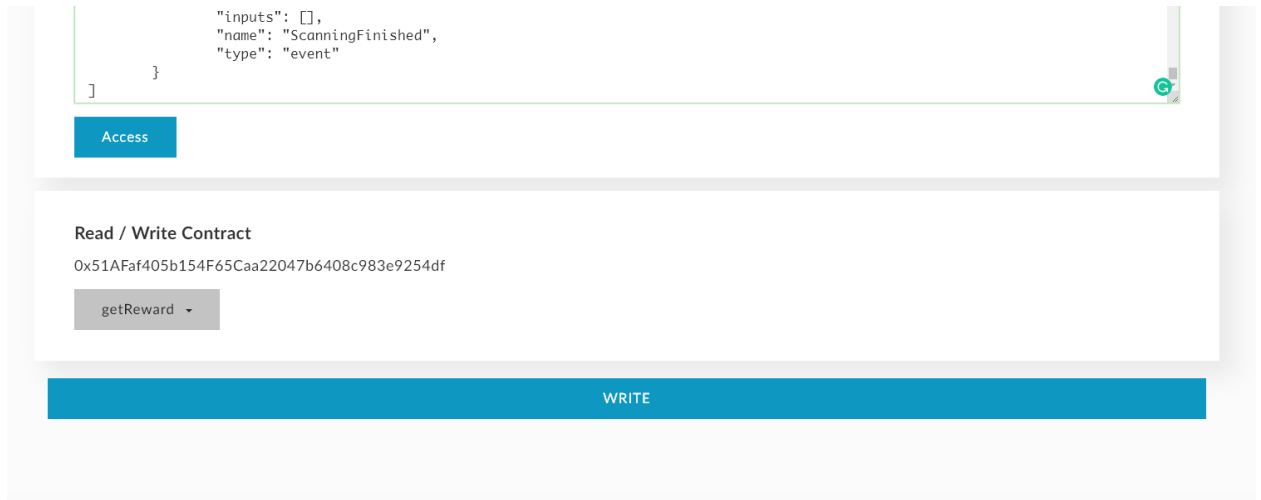 "inputs": [],
"name": "ScanningFinished",
"type": "event"
}
]
Access
Read / Write Contract
0x51AFaf405b154F65Caa22047b6408c983e9254df
getReward
WRITE